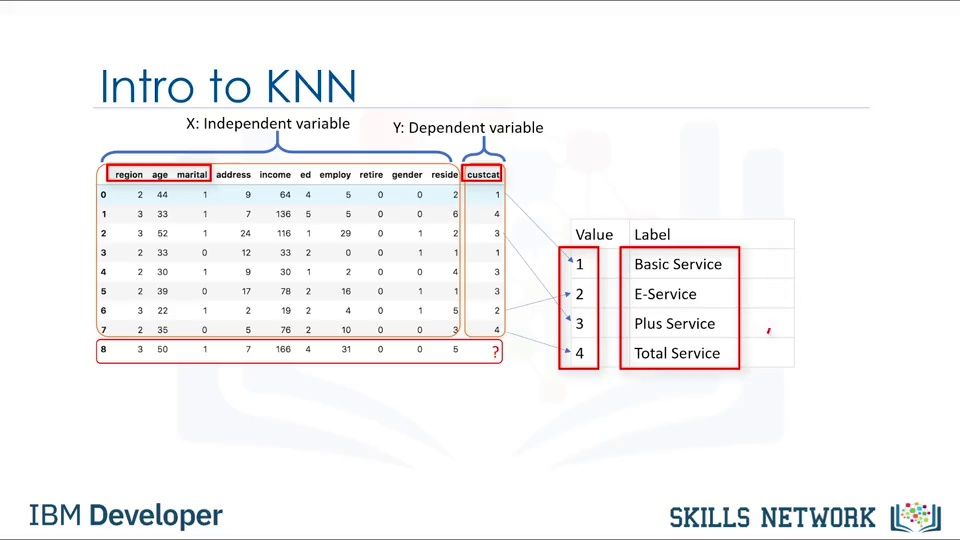 Intro to KNN
X: Independent variable
Y: Dependent variable
region age marital address income ed employ retire gender reside custcat
0 2 44 1 9 64 4 5 0 0 2 1
1 3 33 1 7 136 5 5 0 0 6 4
2 3 52 1 24 116 1 29 0 1 2 3
3 2 33 0 12 33 2 0 0 1 1 1
4 2 30 1 9 30 1 2 0 0 4 3
5 2 39 0 17 78 2 16 0 1 1 3
6 3 22 1 2 19 2 4 0 1 5 2
7 2 35 0 5 76 2 10 0 0 3 4
8 3 50 1 7 166 4 31 0 0 5 ?
Value Label
1 Basic Service
2 E-Service
3 Plus Service ,
4 Total Service
IBM Developer
SKILLS NETWORK